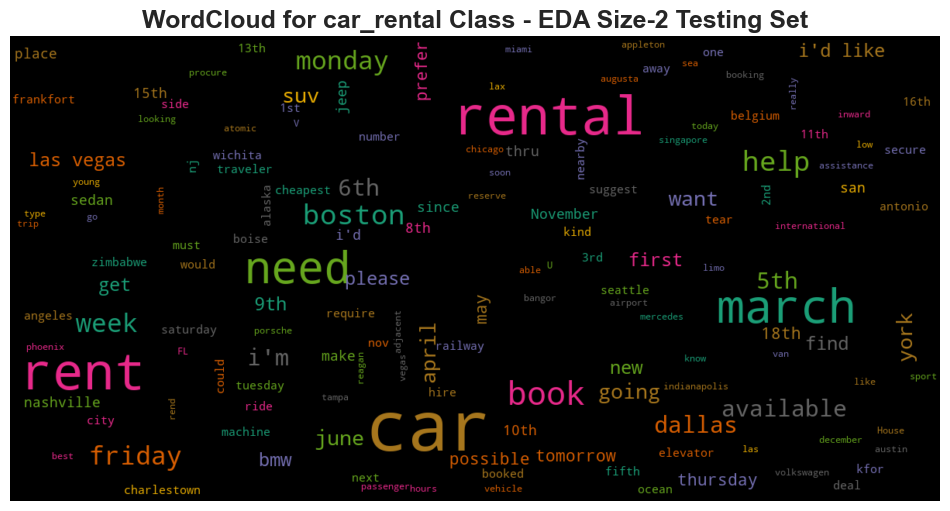 WordCloud for car_rental Class - EDA Size-2 Testing Set
place
13th
procure
monday
prefer
miami
appleton
one
i'd like
sea
away
augusta
booking
really
frankfort
15th
side
looking
suv
1st
V
jeep
lax
rental
16th
belgium
11th
inward
atomic
number
chicago
thru
nearby
singapore
today
low
secure
las vegas
nj
wichita
traveler
help
assistance
young
sedan
month
alaska
cheapest
6th
soon
reserve
suggest
want
2nd
san
antonio
type
go
trip
boston
since
8th
November
kind
tear
international
boise
i'd
must
zimbabwe
would
need
please
able
U
3rd
first
limo
get
9th
bangor
seattle
airport
5th
march
mercedes
angeles
week
saturday
porsche
require
may
april
adjacent
nov
railway
18th
find
york
phoenix
FL
could
i'm
make
reagan
vegas
new
know
van
rent
tuesday
tampa
hire
book
going
indianapolis
like
sport
nashville
rend
ride
city
car
available
machine
june
10th
dallas
House
december
best
friday
bmw
possible
tomorrow
elevator
las
austin
next
booked
fifth
thursday
volkswagen
kfor
charlestown
passenger
hours
vehicle
ocean
deal